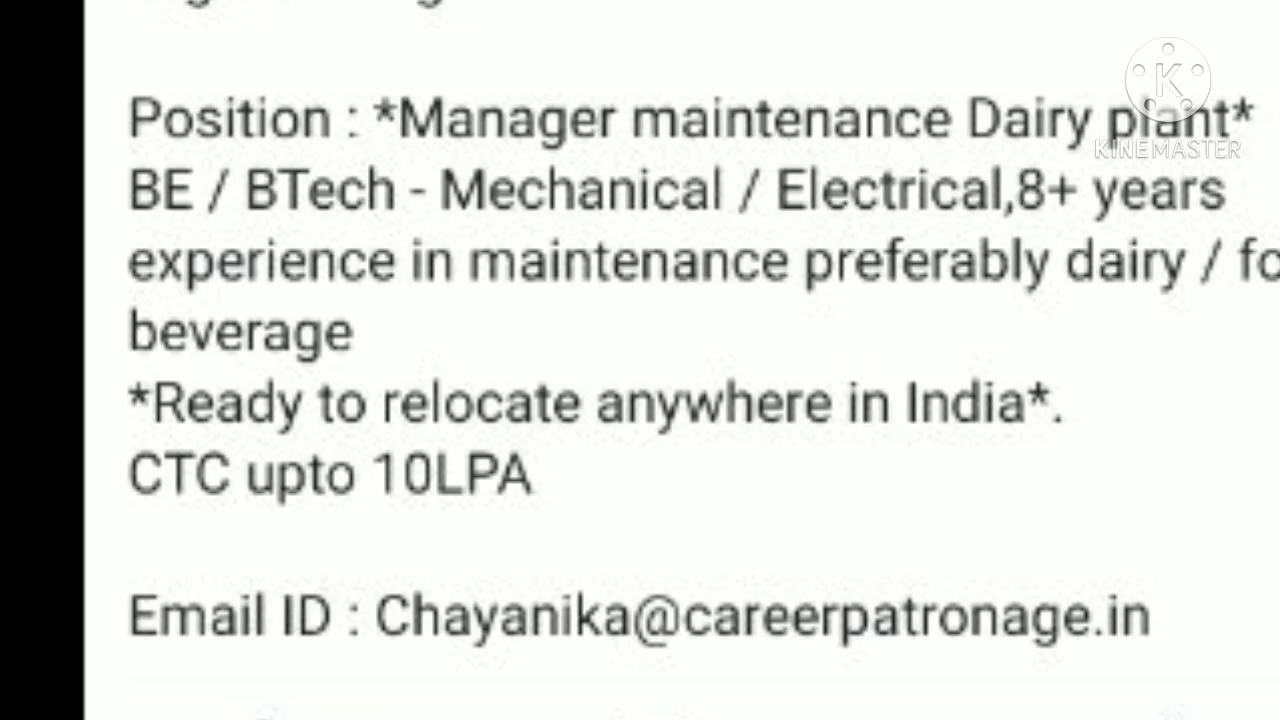 Position : *Manager maintenance Dairy plant*
KINEMASTER
BE / BTech - Mechanical / Electrical,8+ years
experience in maintenance preferably dairy /
beverage
*Ready to relocate anywhere in India*.
CTC upto 10LPA
Email ID : Chayanika@careerpatronage.in